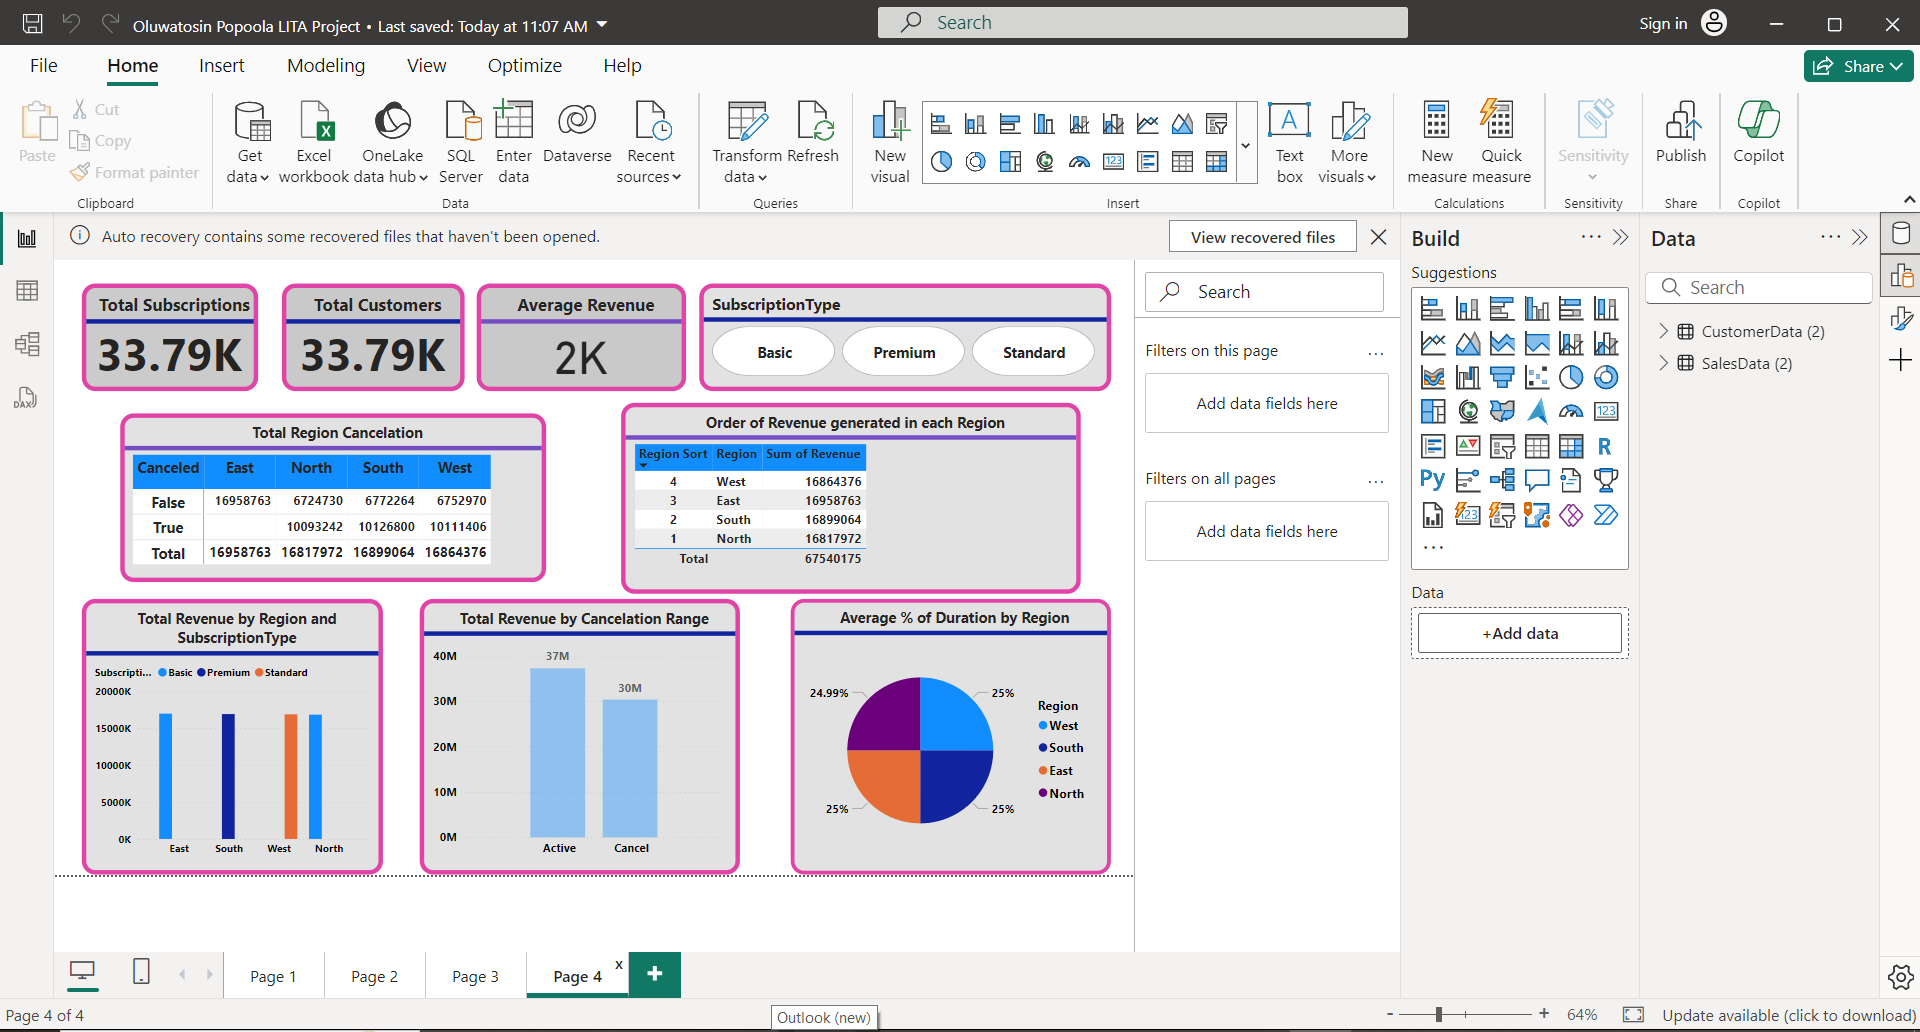 Oluwatosin Popoola LITA Project • Last saved: Today at 11:07 AM
Search
Sign in
File Home Insert Modeling View Optimize Help
Share
Paste
Cut
Copy
Format painter
Clipboard
Get data
Excel workbook
OneLake data hub
SQL Server
Enter data
Dataverse
Recent sources
Data
Transform data
Refresh
Queries
New visual
Insert
Text box
More visuals
New measure
Quick measure
Calculations
Sensitivity
Sensitivity
Publish
Share
Copilot
Copilot
Auto recovery contains some recovered files that haven't been opened.
View recovered files
Total Subscriptions
33.79K
Total Customers
33.79K
Average Revenue
2K
SubscriptionType
Basic Premium Standard
Total Region Cancelation
Canceled East North South West
False 16958763 6724730 6772264 6752970
True 10093242 10126800 10111406
Total 16958763 16817972 16899064 16864376
Order of Revenue generated in each Region
Region Sort Region Sum of Revenue
4 West 16864376
3 East 16958763
2 South 16899064
1 North 16817972
Total 67540175
Total Revenue by Region and
SubscriptionType
Subscripti... Basic Premium Standard
20000K
15000K
10000K
5000K
0K
East South West North
Total Revenue by Cancelation Range
40M
30M
20M
10M
0M
37M
30M
Active Cancel
Average % of Duration by Region
24.99%
25%
25%
25%
Region
West
South
East
North
Search
Filters on this page
Add data fields here
Filters on all pages
Add data fields here
Build
Suggestions
123
R
Py
123
Data
+Add data
Data
Search
CustomerData (2)
SalesData (2)
DAX
Page 1
Page 2
Page 3
Page 4
x
+
Page 4 of 4
Outlook (new)
- + 64%
Update available (click to download)